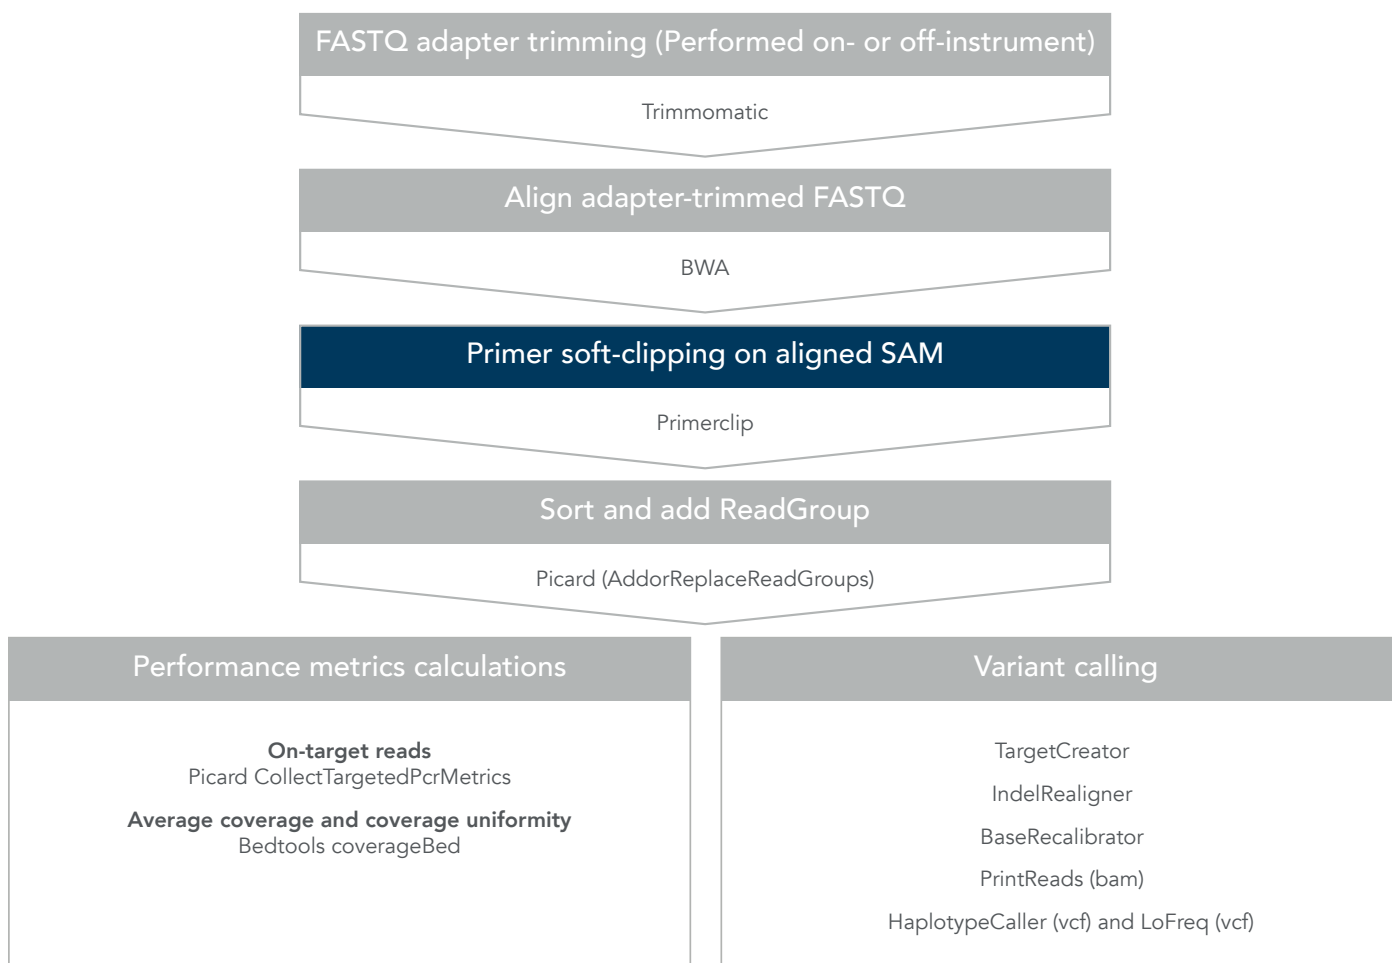 FASTQ adapter trimming (Performed on- or off-instrument)
Trimmomatic
Align adapter-trimmed FASTQ
BWA
Primer soft-clipping on aligned SAM
Primerclip
Sort and add ReadGroup
Picard (AddorReplaceReadGroups)
Performance metrics calculations
On-target reads
Picard CollectTargetedPcrMetrics
Average coverage and coverage uniformity
Bedtools coverageBed
Variant calling
TargetCreator
IndelRealigner
BaseRecalibrator
PrintReads (bam)
HaplotypeCaller (vcf) and LoFreq (vcf)